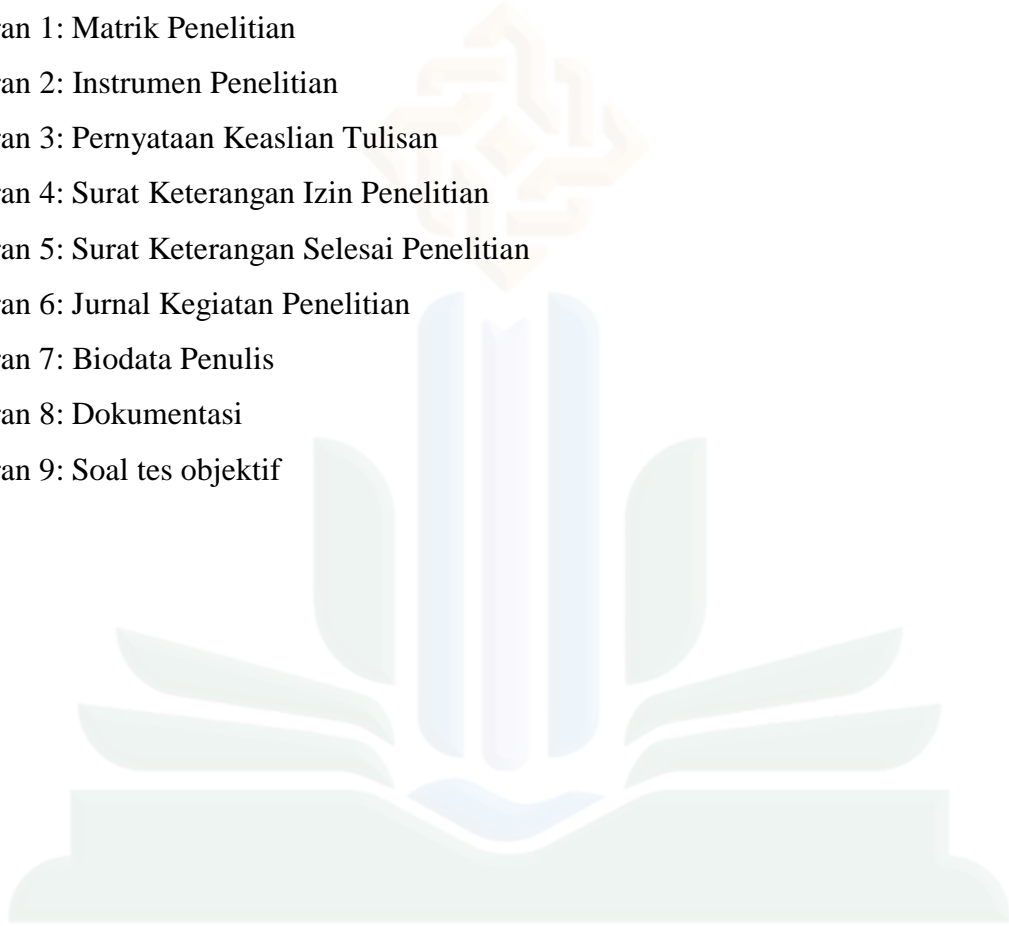 ran 1: Matrik Penelitian
ran 2: Instrumen Penelitian
ran 3: Pernyataan Keaslian Tulisan
ran 4: Surat Keterangan Izin Penelitian
ran 5: Surat Keterangan Selesai Penelitian
ran 6: Jurnal Kegiatan Penelitian
ran 7: Biodata Penulis
ran 8: Dokumentasi
ran 9: Soal tes objektif